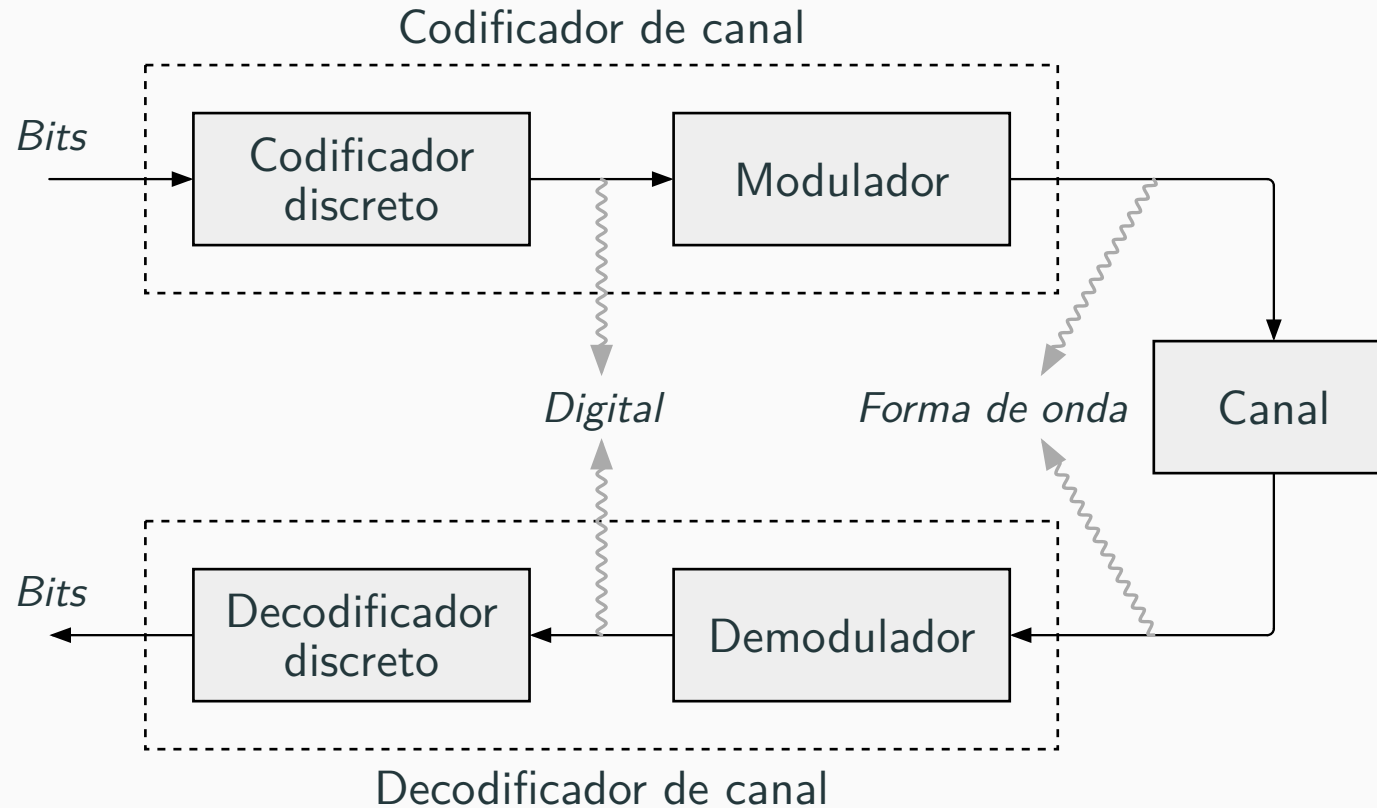 Codificador de canal
Bits
Codificador
discreto
Modulador
Digital
Forma de onda
Canal
Bits
Decodificador
discreto
Demodulador
Decodificador de canal